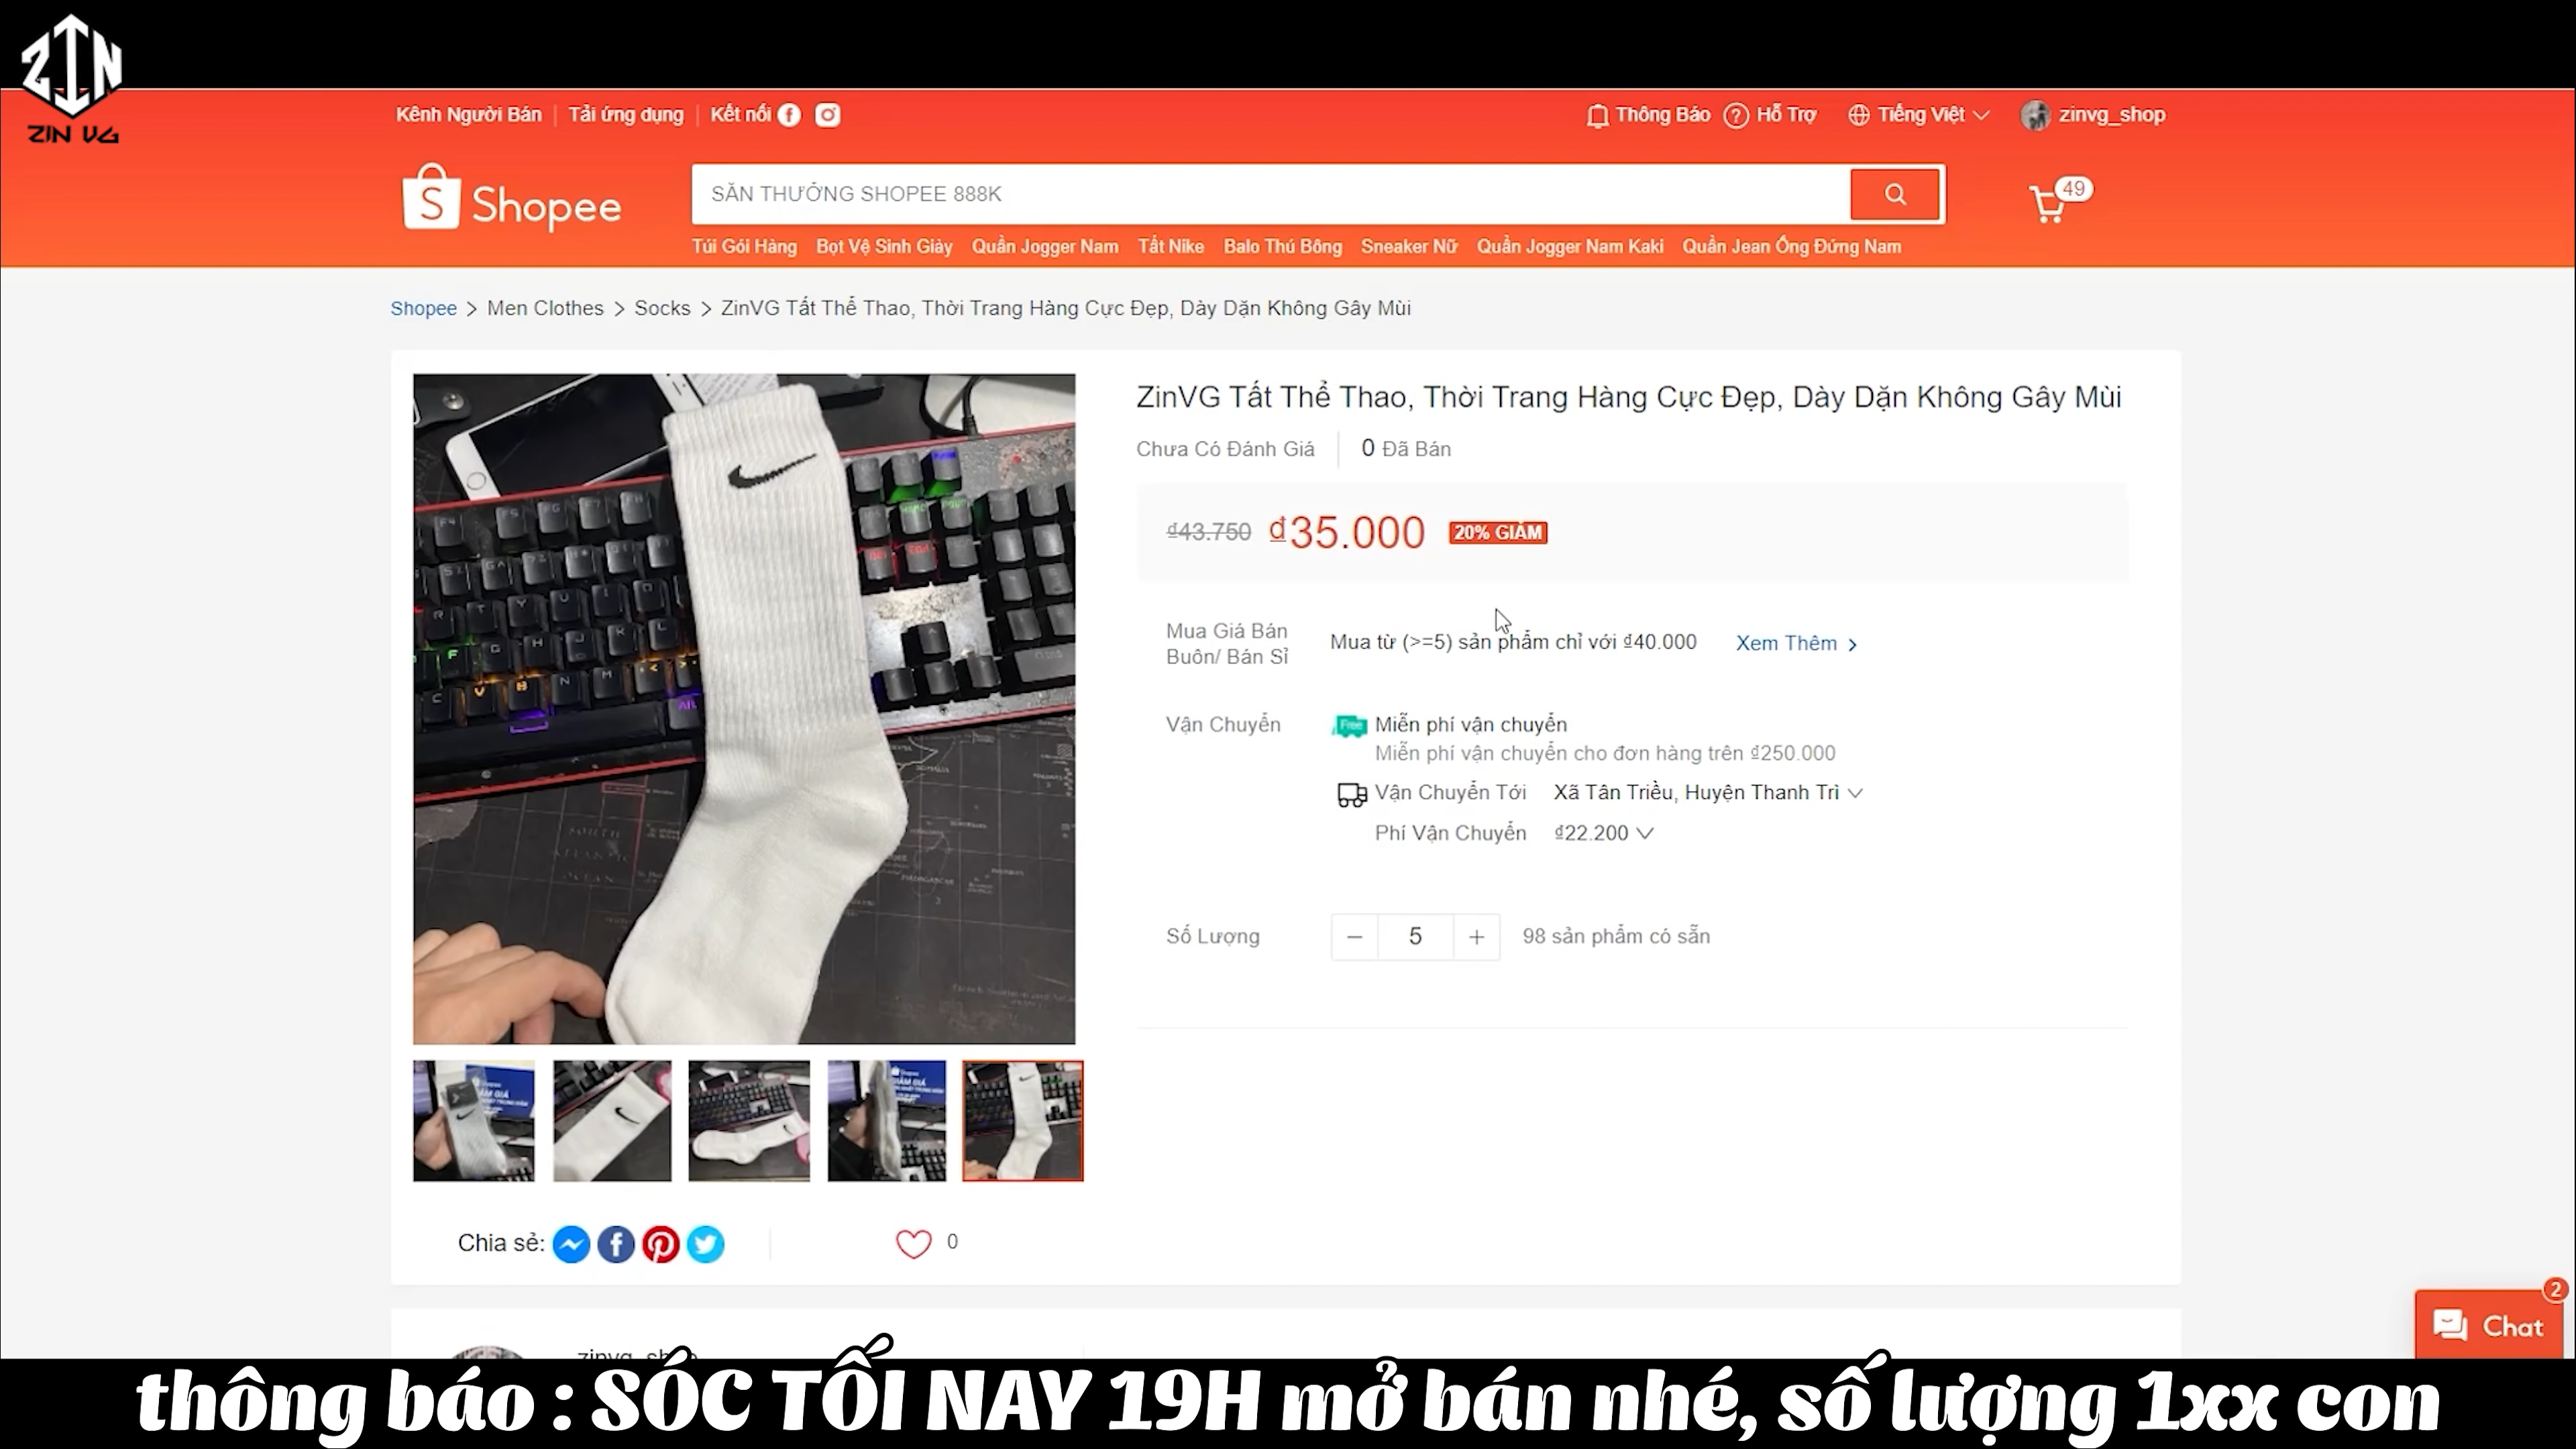 ZIN
ZIN VG
Kênh Người Bán
Tải ứng dụng
Kết nối
Thông Báo
Hỗ Trợ
Tiếng Việt
zinvg_shop
Shopee
SĂN THƯỞNG SHOPEE 888K
49
Túi Gói Hàng
Bọt Vệ Sinh Giày
Quần Jogger Nam
Tất Nike
Balo Thú Bông
Sneaker Nữ
Quần Jogger Nam Kaki
Quần Jean Ống Đứng Nam
Shopee > Men Clothes > Socks > ZinVG Tất Thể Thao, Thời Trang Hàng Cực Đẹp, Dày Dặn Không Gây Mùi
ZinVG Tất Thể Thao, Thời Trang Hàng Cực Đẹp, Dày Dặn Không Gây Mùi
Chưa Có Đánh Giá
0 Đã Bán
₫43.750 ₫35.000 20% GIẢM
Mua Giá Bán
Buôn/ Bán Sỉ
Mua từ (>=5) sản phẩm chỉ với ₫40.000
Xem Thêm >
Vận Chuyển
Free
Miễn phí vận chuyển
Miễn phí vận chuyển cho đơn hàng trên ₫250.000
Vận Chuyển Tới
Xã Tân Triều, Huyện Thanh Trì
Phí Vận Chuyển
₫22.200
Số Lượng
− 5 +
98 sản phẩm có sẵn
Chia sẻ:
0
2
Chat
thông báo : SÓC TỐI NAY 19H mở bán nhé, số lượng 1xx con